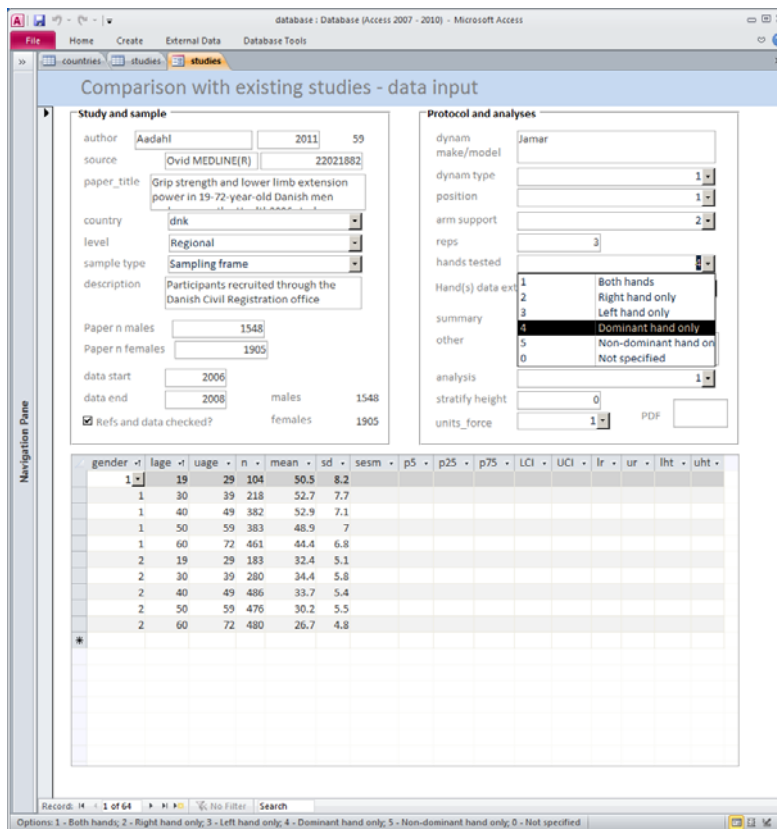 database : Database (Access 2007 - 2010) - Microsoft Access
File Home Create External Data Database Tools
countries studies studies
Comparison with existing studies - data input
Study and sample
author Aadahl 2011 59
source Ovid MEDLINE(R) 22021882
paper_title Grip strength and lower limb extension
power in 19-72-year-old Danish men
country dnk
level Regional
sample type Sampling frame
description Participants recruited through the
Danish Civil Registration office
Paper n males 1548
Paper n females 1905
data start 2006
data end 2008 males 1548
Refs and data checked? females 1905
Protocol and analyses
dynam Jamar
make/model
dynam type 1
position 1
arm support 2
reps 3
hands tested 4
Hand(s) data ext
summary
other
1 Both hands
2 Right hand only
3 Left hand only
4 Dominant hand only
5 Non-dominant hand on
0 Not specified
analysis 1
stratify height 0
units_force 1 PDF
Navigation Pane
gender lage uage n mean sd sesm p5 p25 p75 LCI UCI lr ur lht uht
1 19 29 104 50.5 8.2
1 30 39 218 52.7 7.7
1 40 49 382 52.9 7.1
1 50 59 383 48.9 7
1 60 72 461 44.4 6.8
2 19 29 183 32.4 5.1
2 30 39 280 34.4 5.8
2 40 49 486 33.7 5.4
2 50 59 476 30.2 5.5
2 60 72 480 26.7 4.8
Record: 1 of 64 No Filter Search
Options: 1 - Both hands; 2 - Right hand only; 3 - Left hand only; 4 - Dominant hand only; 5 - Non-dominant hand only; 0 - Not specified